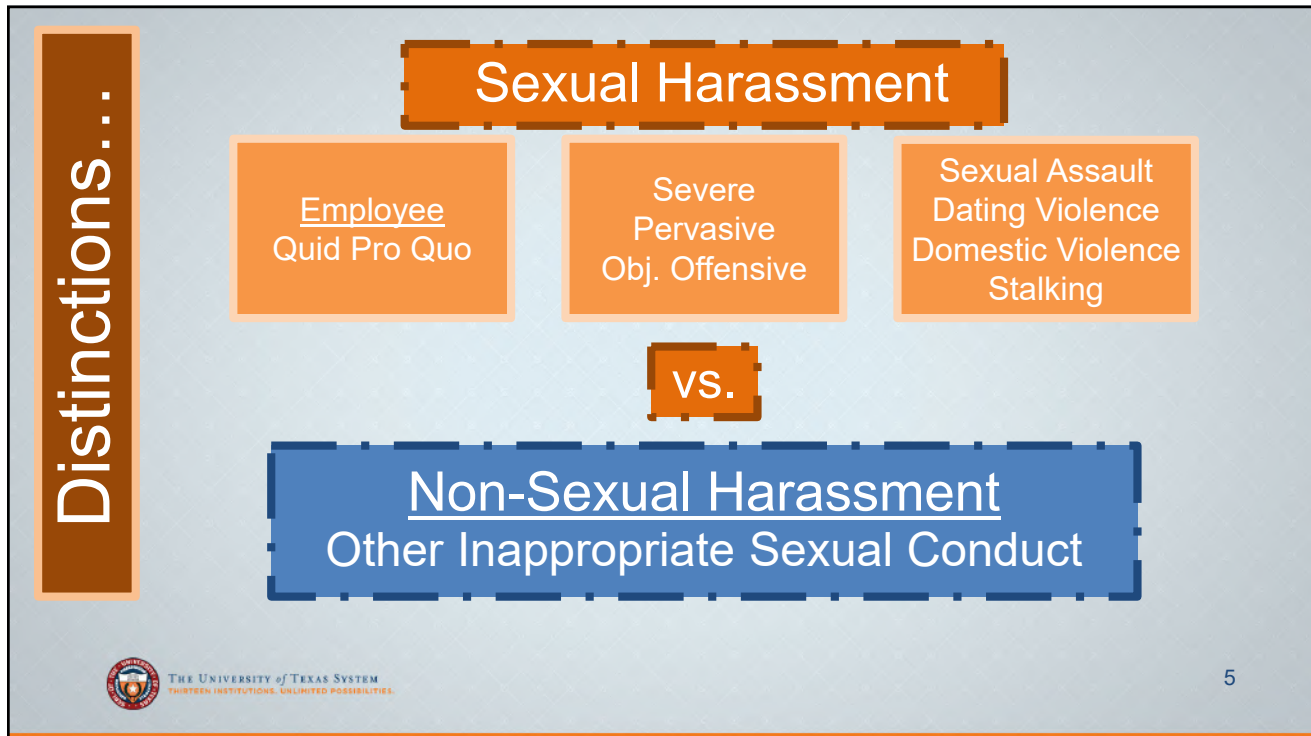 Distinctions...
Sexual Harassment
Employee
Quid Pro Quo
Severe
Pervasive
Obj. Offensive
Sexual Assault
Dating Violence
Domestic Violence
Stalking
vs.
Non-Sexual Harassment
Other Inappropriate Sexual Conduct
THE UNIVERSITY of TEXAS SYSTEM
THIRTEEN INSTITUTIONS. UNLIMITED POSSIBILITIES.
5